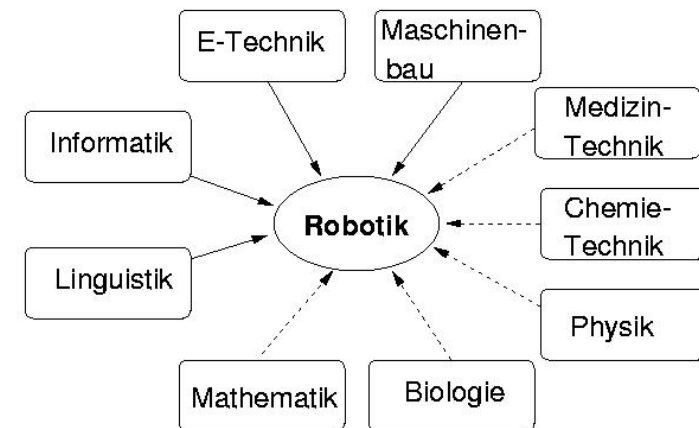 E-Technik
Maschinen-
bau
Medizin-
Technik
Informatik
Chemie-
Technik
Robotik
Linguistik
Physik
Mathematik
Biologie